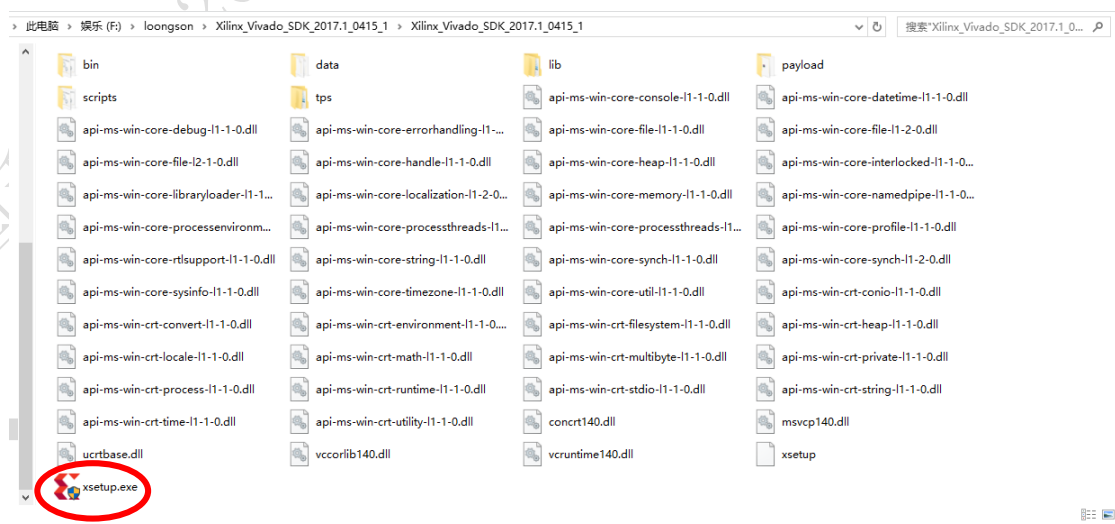 › 此电脑 › 娱乐 (F:) › loongson › Xilinx_Vivado_SDK_2017.1_0415_1 › Xilinx_Vivado_SDK_2017.1_0415_1 搜索"Xilinx_Vivado_SDK_2017.1_0...
bin data lib payload
scripts tps api-ms-win-core-console-l1-1-0.dll api-ms-win-core-datetime-l1-1-0.dll
api-ms-win-core-debug-l1-1-0.dll api-ms-win-core-errorhandling-l1-... api-ms-win-core-file-l1-1-0.dll api-ms-win-core-file-l1-2-0.dll
api-ms-win-core-file-l2-1-0.dll api-ms-win-core-handle-l1-1-0.dll api-ms-win-core-heap-l1-1-0.dll api-ms-win-core-interlocked-l1-1-0...
api-ms-win-core-libraryloader-l1-1... api-ms-win-core-localization-l1-2-0... api-ms-win-core-memory-l1-1-0.dll api-ms-win-core-namedpipe-l1-1-0...
api-ms-win-core-processenvironm... api-ms-win-core-processthreads-l1... api-ms-win-core-processthreads-l1... api-ms-win-core-profile-l1-1-0.dll
api-ms-win-core-rtlsupport-l1-1-0.dll api-ms-win-core-string-l1-1-0.dll api-ms-win-core-synch-l1-1-0.dll api-ms-win-core-synch-l1-2-0.dll
api-ms-win-core-sysinfo-l1-1-0.dll api-ms-win-core-timezone-l1-1-0.dll api-ms-win-core-util-l1-1-0.dll api-ms-win-crt-conio-l1-1-0.dll
api-ms-win-crt-convert-l1-1-0.dll api-ms-win-crt-environment-l1-1-0.... api-ms-win-crt-filesystem-l1-1-0.dll api-ms-win-crt-heap-l1-1-0.dll
api-ms-win-crt-locale-l1-1-0.dll api-ms-win-crt-math-l1-1-0.dll api-ms-win-crt-multibyte-l1-1-0.dll api-ms-win-crt-private-l1-1-0.dll
api-ms-win-crt-process-l1-1-0.dll api-ms-win-crt-runtime-l1-1-0.dll api-ms-win-crt-stdio-l1-1-0.dll api-ms-win-crt-string-l1-1-0.dll
api-ms-win-crt-time-l1-1-0.dll api-ms-win-crt-utility-l1-1-0.dll concrt140.dll msvcp140.dll
ucrtbase.dll vccorlib140.dll vcruntime140.dll xsetup
xsetup.exe